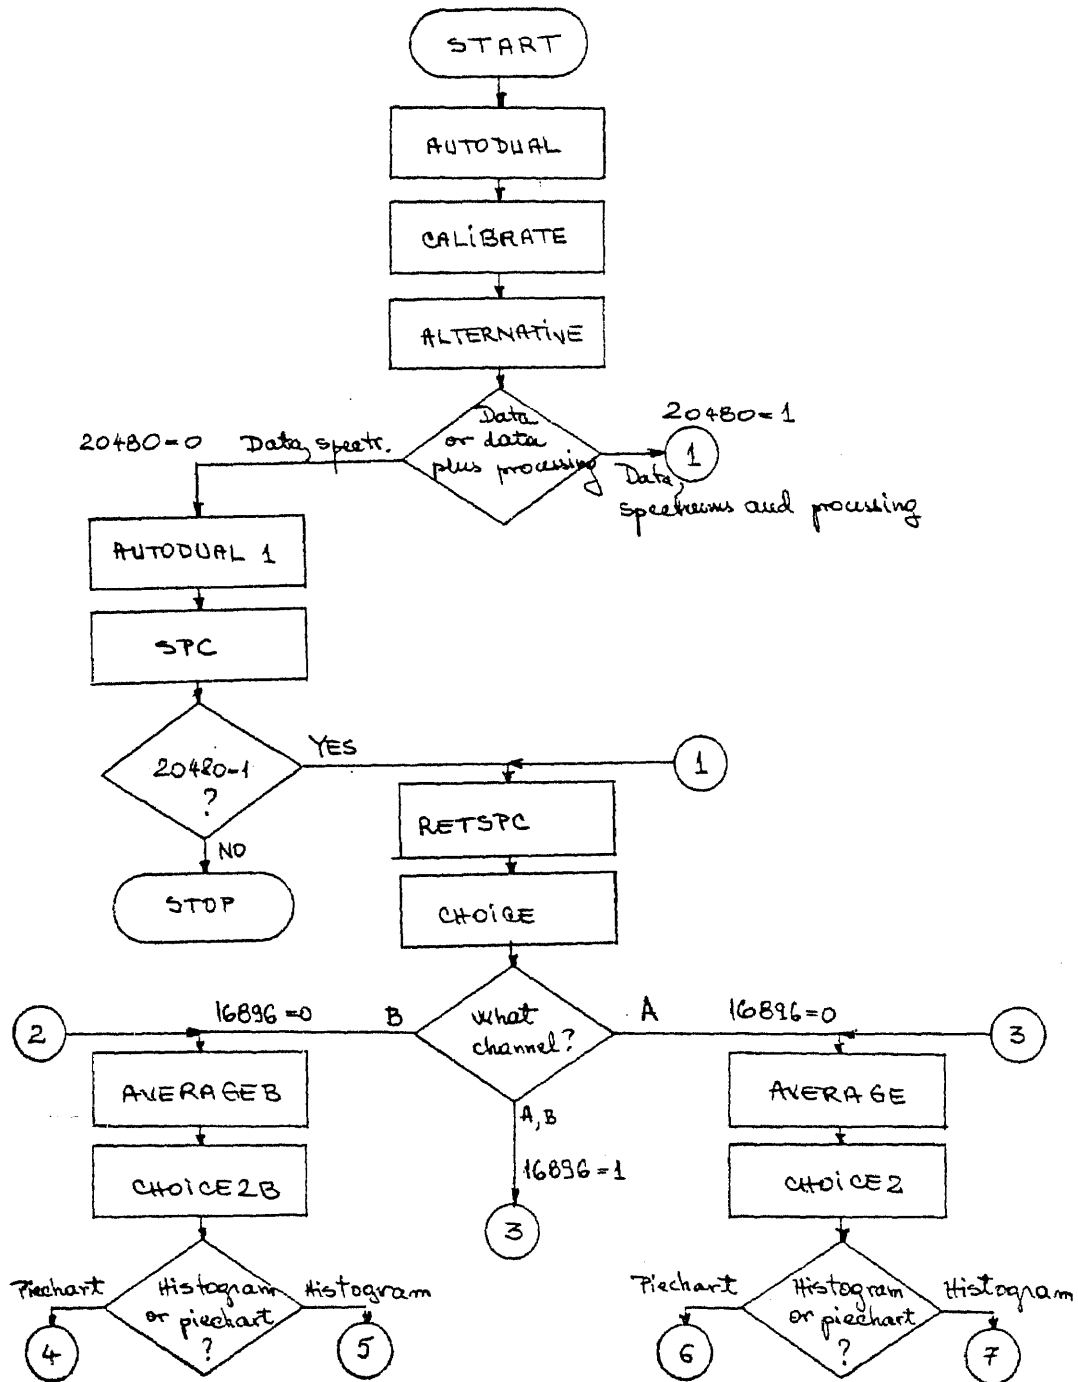 START
AUTODUAL
CALIBRATE
ALTERNATIVE
Data
or data
plus processing
20480=0
Data, spectr.
20480=1
1
Data,
spectrums and processing
AUTODUAL 1
SPC
20480-1
?
YES
NO
STOP
1
RETSPC
CHOICE
What
channel?
B
16896=0
2
A
16896=0
3
A,B
16896=1
3
AVERAGEB
CHOICE2B
AVERAGE
CHOICE2
Piechart
Histogram
or piechart
?
Histogram
4
5
Piechart
Histogram
or piechart
?
Histogram
6
7